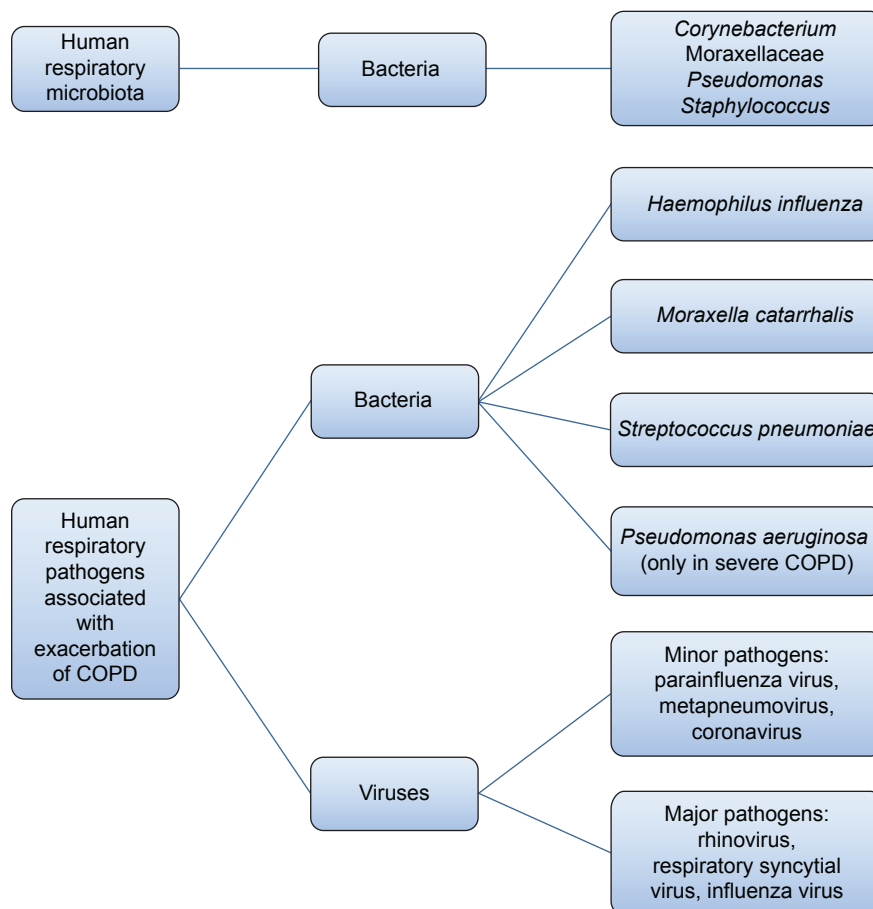 Human
respiratory
microbiota
Bacteria
Corynebacterium
Moraxellaceae
Pseudomonas
Staphylococcus
Human
respiratory
pathogens
associated
with
exacerbation
of COPD
Bacteria
Haemophilus influenza
Moraxella catarrhalis
Streptococcus pneumoniae
Pseudomonas aeruginosa
(only in severe COPD)
Viruses
Minor pathogens:
parainfluenza virus,
metapneumovirus,
coronavirus
Major pathogens:
rhinovirus,
respiratory syncytial
virus, influenza virus